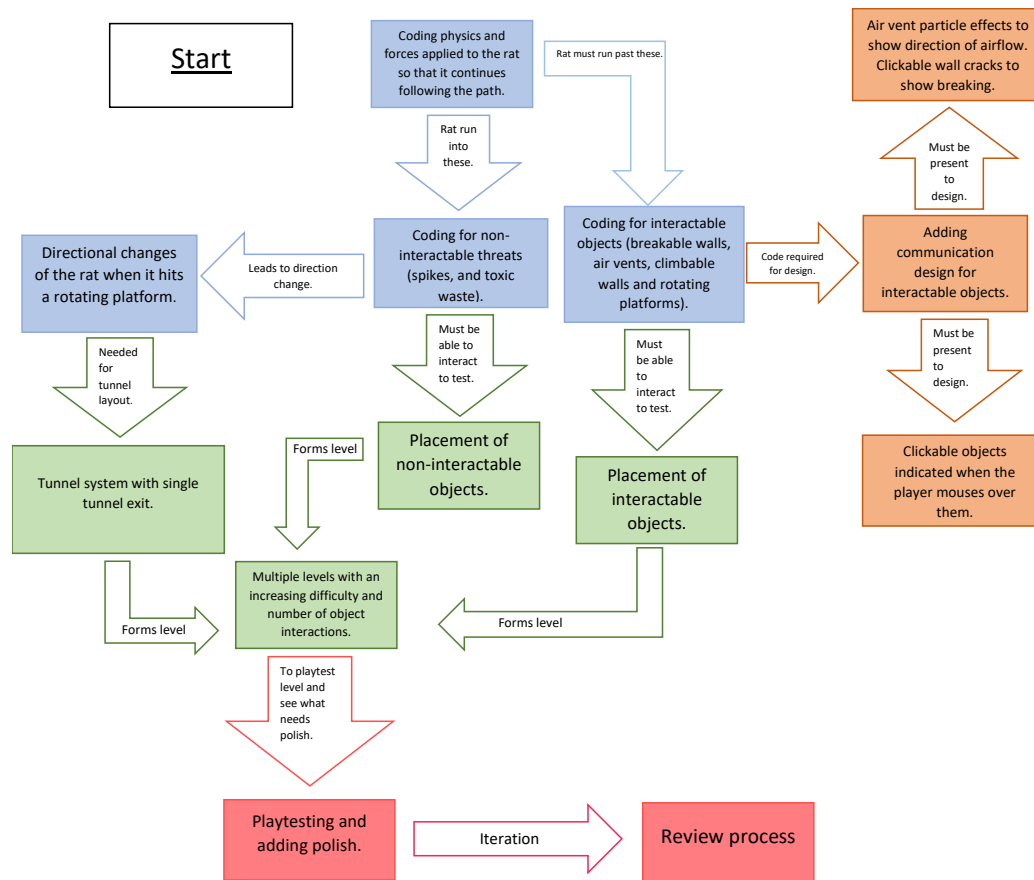 Start
Coding physics and
forces applied to the rat
so that it continues
following the path.
Rat must run past these.
Air vent particle effects to
show direction of airflow.
Clickable wall cracks to
show breaking.
Rat run
into
these.
Must be
present
to
design.
Directional changes
of the rat when it hits
a rotating platform.
Leads to direction
change.
Coding for non-
interactable threats
(spikes, and toxic
waste).
Coding for interactable
objects (breakable walls,
air vents, climbable
walls and rotating
platforms).
Code required
for design.
Adding
communication
design for
interactable objects.
Needed
for
tunnel
layout.
Must be
able to
interact
to test.
Must
be able
to
interact
to test.
Must be
present
to
design.
Tunnel system with single
tunnel exit.
Forms level
Placement of
non-interactable
objects.
Placement of
interactable
objects.
Clickable objects
indicated when the
player mouses over
them.
Forms level
Multiple levels with an
increasing difficulty and
number of object
interactions.
Forms level
To playtest
level and
see what
needs
polish.
Playtesting and
adding polish.
Iteration
Review process